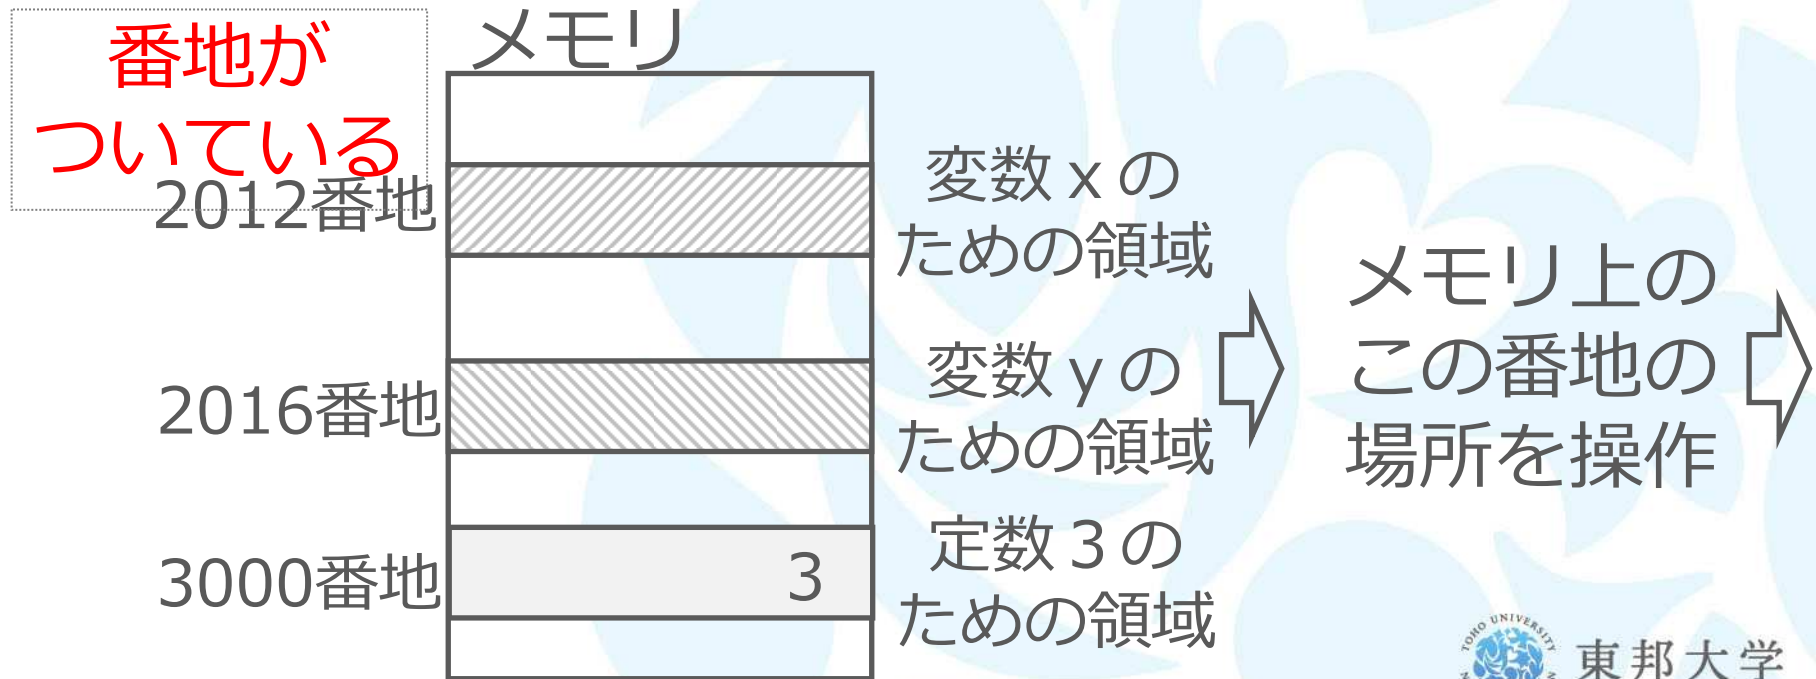 番地が
ついている
メモリ
2012番地
変数ｘの
ための領域
2016番地
変数ｙの
ための領域
3000番地
3
定数３の
ための領域
メモリ上の
この番地の
場所を操作
TOHO UNIVERSITY
東邦大学